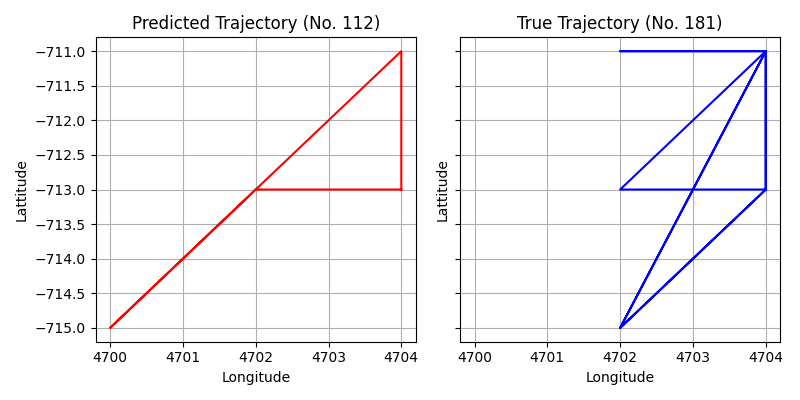 Predicted Trajectory (No. 112)
True Trajectory (No. 181)
−711.0
−711.5
−712.0
−712.5
−713.0
−713.5
−714.0
−714.5
−715.0
Lattitude
Lattitude
4700 4701 4702 4703 4704
4700 4701 4702 4703 4704
Longitude
Longitude